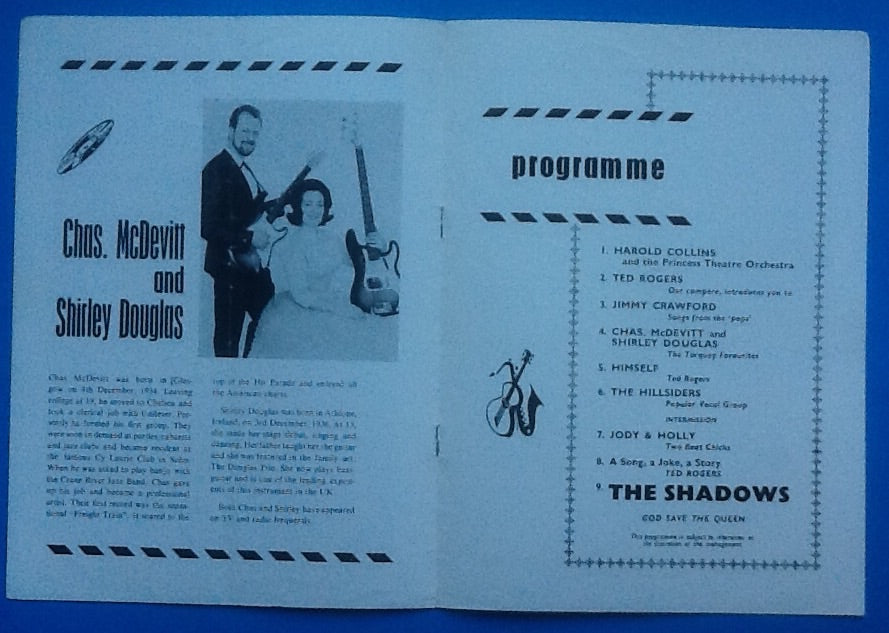 Chas. McDevitt
and
Shirley Douglas
Chas McDevitt was born in Glas-
gow on 4th December, 1934. Leaving
college at 19, he moved to Chelsea and
took a clerical job with Unilever.
he formed his first group. They
were soon in demand at parties, cabarets
and jazz clubs and became resident at
the famous Cy Laurie Club in Soho.
When he was asked to play banjo with
the Crane River Jazz Band, Chas gave
up his job and became a professional
artist. Their first record was the sensa-
tional "Freight Train", it soared to the
top of the Hit Parade and entered
American charts.
Shirley Douglas was born in
Ireland, on 3rd December, 1936. At 13,
she made her stage debut, singing and
dancing. Her father taught her the guitar
and she was featured in the family act,
The Douglas Trio. She now plays bass
guitar and is one of the leading expon-
ents of this instrument in the UK
Both Chas and Shirley have appeared
on TV and radio frequently.
programme
1. HAROLD COLLINS
and the Princess Theatre Orchestra
2. TED ROGERS
Our compere, introduces you to
3. JIMMY CRAWFORD
Songs from the 'pops'
4. CHAS. McDEVITT and
SHIRLEY DOUGLAS
The Torquay Favourites
5. HIMSELF
Ted Rogers
6. THE HILLSIDERS
Popular Vocal Group
INTERMISSION
7. JODY & HOLLY
Two Beat Chicks
8. A Song, a Joke, a Story
TED ROGERS
9. THE SHADOWS
GOD SAVE THE QUEEN
This programme is subject to alteration at
the discretion of the management